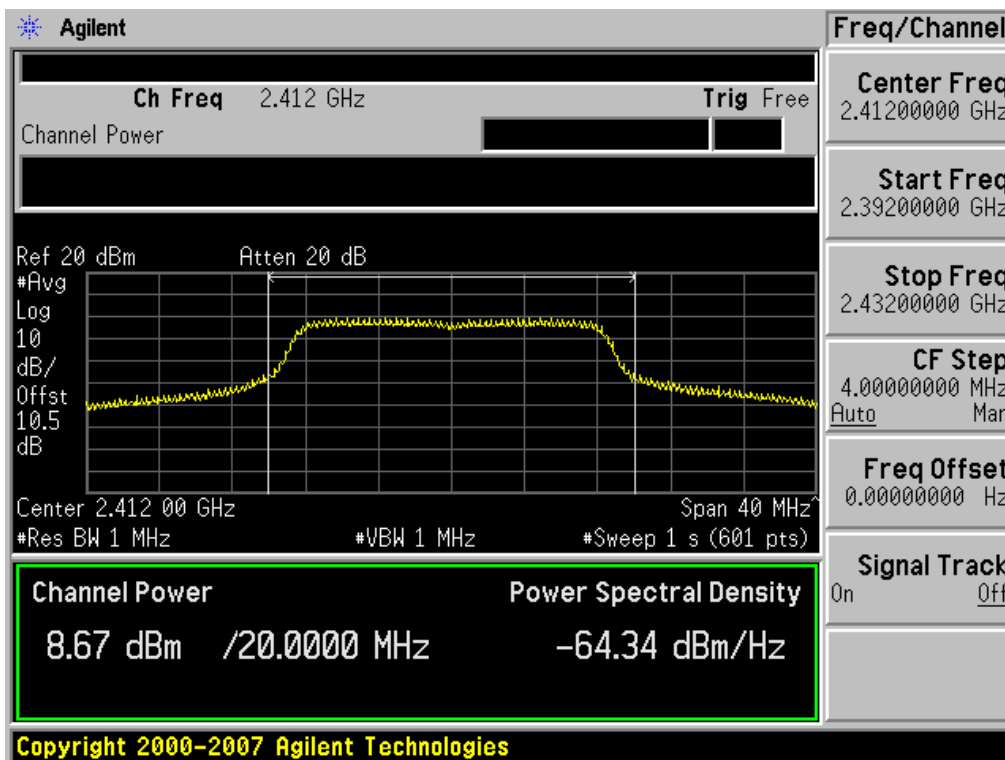 Agilent
Ch Freq 2.412 GHz Trig Free
Channel Power
Ref 20 dBm Atten 20 dB
#Avg
Log
10
dB/
Offst
10.5
dB
Center 2.412 00 GHz Span 40 MHz^
#Res BW 1 MHz #VBW 1 MHz #Sweep 1 s (601 pts)
Channel Power Power Spectral Density
8.67 dBm /20.0000 MHz -64.34 dBm/Hz
Copyright 2000-2007 Agilent Technologies
Freq/Channel
Center Freq
2.41200000 GHz
Start Freq
2.39200000 GHz
Stop Freq
2.43200000 GHz
CF Step
4.00000000 MHz
Auto Man
Freq Offset
0.00000000 Hz
Signal Track
On Off